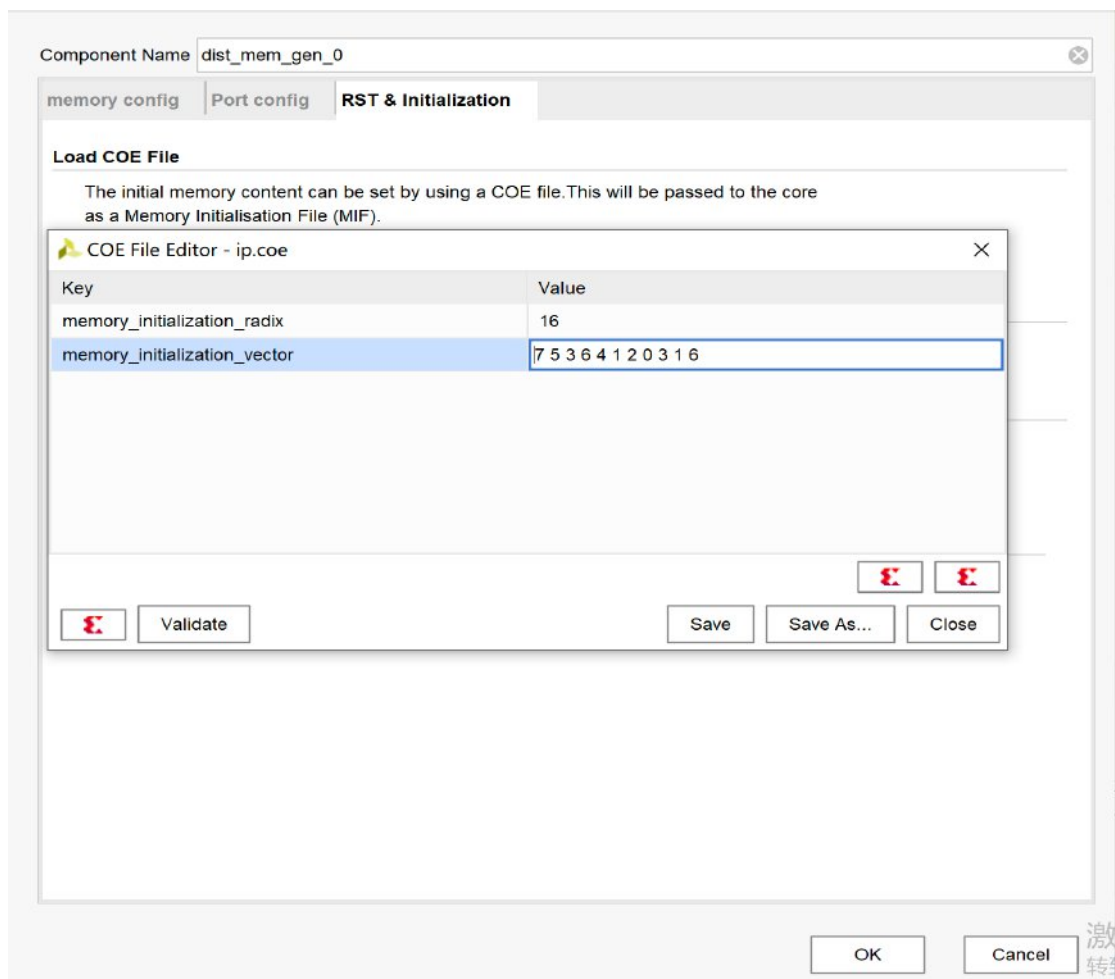 Component Name dist_mem_gen_0
memory config Port config RST & Initialization
Load COE File
The initial memory content can be set by using a COE file.This will be passed to the core
as a Memory Initialisation File (MIF).
COE File Editor - ip.coe
Key Value
memory_initialization_radix 16
memory_initialization_vector 7 5 3 6 4 1 2 0 3 1 6
Validate Save Save As... Close
OK Cancel
激
转到